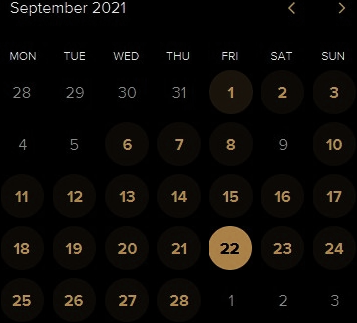 September 2021
MON TUE WED THU FRI SAT SUN
28 29 30 31 1 2 3
4 5 6 7 8 9 10
11 12 13 14 15 16 17
18 19 20 21 22 23 24
25 26 27 28 1 2 3